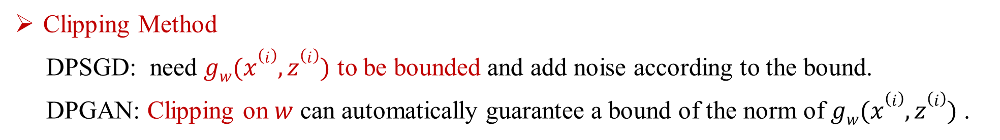 ➢ Clipping Method
DPSGD: need g_w(x^(i), z^(i)) to be bounded and add noise according to the bound.
DPGAN: Clipping on w can automatically guarantee a bound of the norm of g_w(x^(i), z^(i)) .